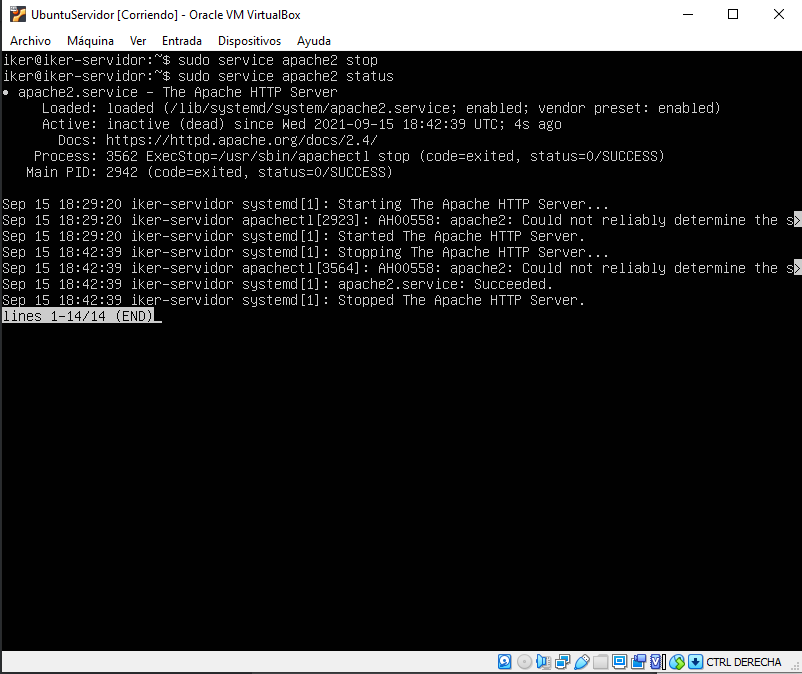 UbuntuServidor [Corriendo] - Oracle VM VirtualBox
Archivo Máquina Ver Entrada Dispositivos Ayuda
iker@iker-servidor:~$ sudo service apache2 stop
iker@iker-servidor:~$ sudo service apache2 status
● apache2.service - The Apache HTTP Server
Loaded: loaded (/lib/systemd/system/apache2.service; enabled; vendor preset: enabled)
Active: inactive (dead) since Wed 2021-09-15 18:42:39 UTC; 4s ago
Docs: https://httpd.apache.org/docs/2.4/
Process: 3562 ExecStop=/usr/sbin/apachectl stop (code=exited, status=0/SUCCESS)
Main PID: 2942 (code=exited, status=0/SUCCESS)
Sep 15 18:29:20 iker-servidor systemd[1]: Starting The Apache HTTP Server...
Sep 15 18:29:20 iker-servidor apachectl[2923]: AH00558: apache2: Could not reliably determine the s>
Sep 15 18:29:20 iker-servidor systemd[1]: Started The Apache HTTP Server.
Sep 15 18:42:39 iker-servidor systemd[1]: Stopping The Apache HTTP Server...
Sep 15 18:42:39 iker-servidor apachectl[3564]: AH00558: apache2: Could not reliably determine the s>
Sep 15 18:42:39 iker-servidor systemd[1]: apache2.service: Succeeded.
Sep 15 18:42:39 iker-servidor systemd[1]: Stopped The Apache HTTP Server.
lines 1-14/14 (END)
CTRL DERECHA